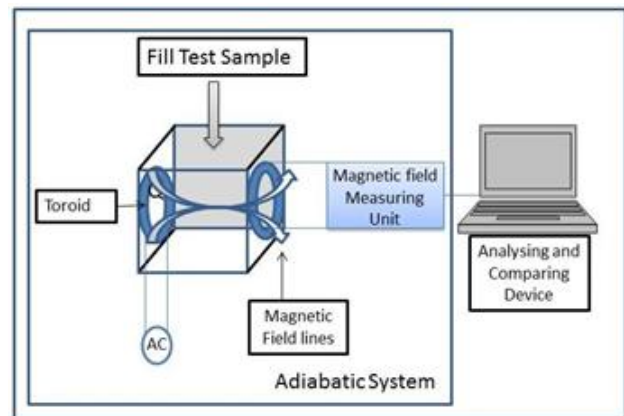 Fill Test Sample
Toroid
Magnetic field
Measuring
Unit
Analysing and
Comparing
Device
Magnetic
Field lines
AC
Adiabatic System